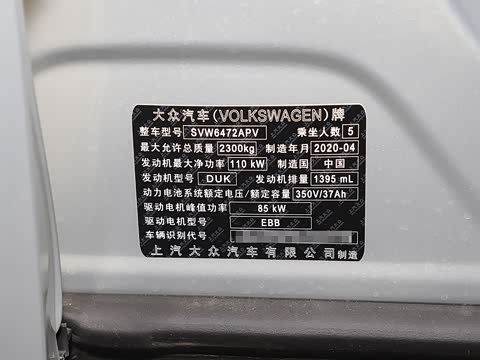 大众汽车(VOLKSWAGEN)牌
整车型号 SVW6472APV 乘坐人数 5
最大允许总质量 2300kg 制造年月 2020-04
发动机最大净功率 110 kW 制造国 中国
发动机型号 DUK 发动机排量 1395 mL
动力电池系统额定电压/额定容量 350V/37Ah
驱动电机峰值功率 85 kW
驱动电机型号 EBB
车辆识别代号
上汽大众汽车有限公司制造